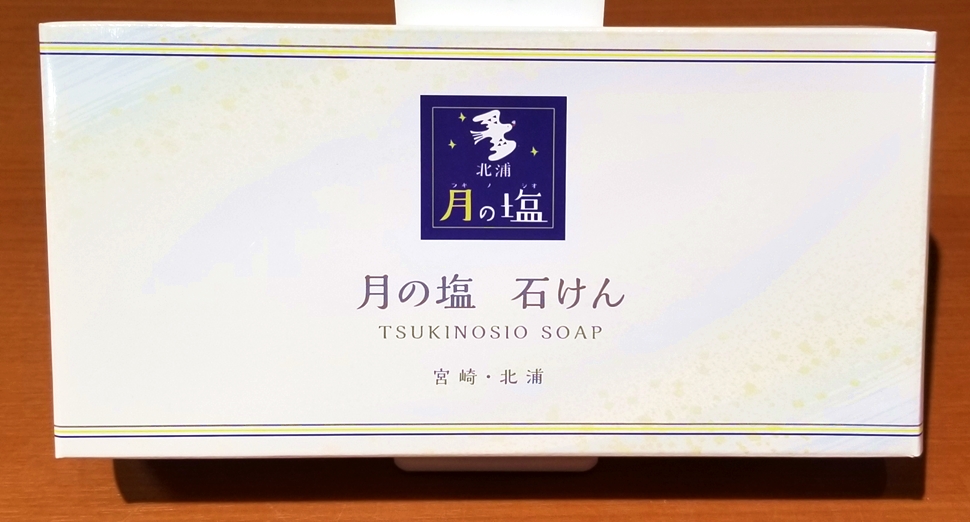 北浦
ツキ ノ シオ
月の塩
月の塩 石けん
TSUKINOSIO SOAP
宮崎・北浦